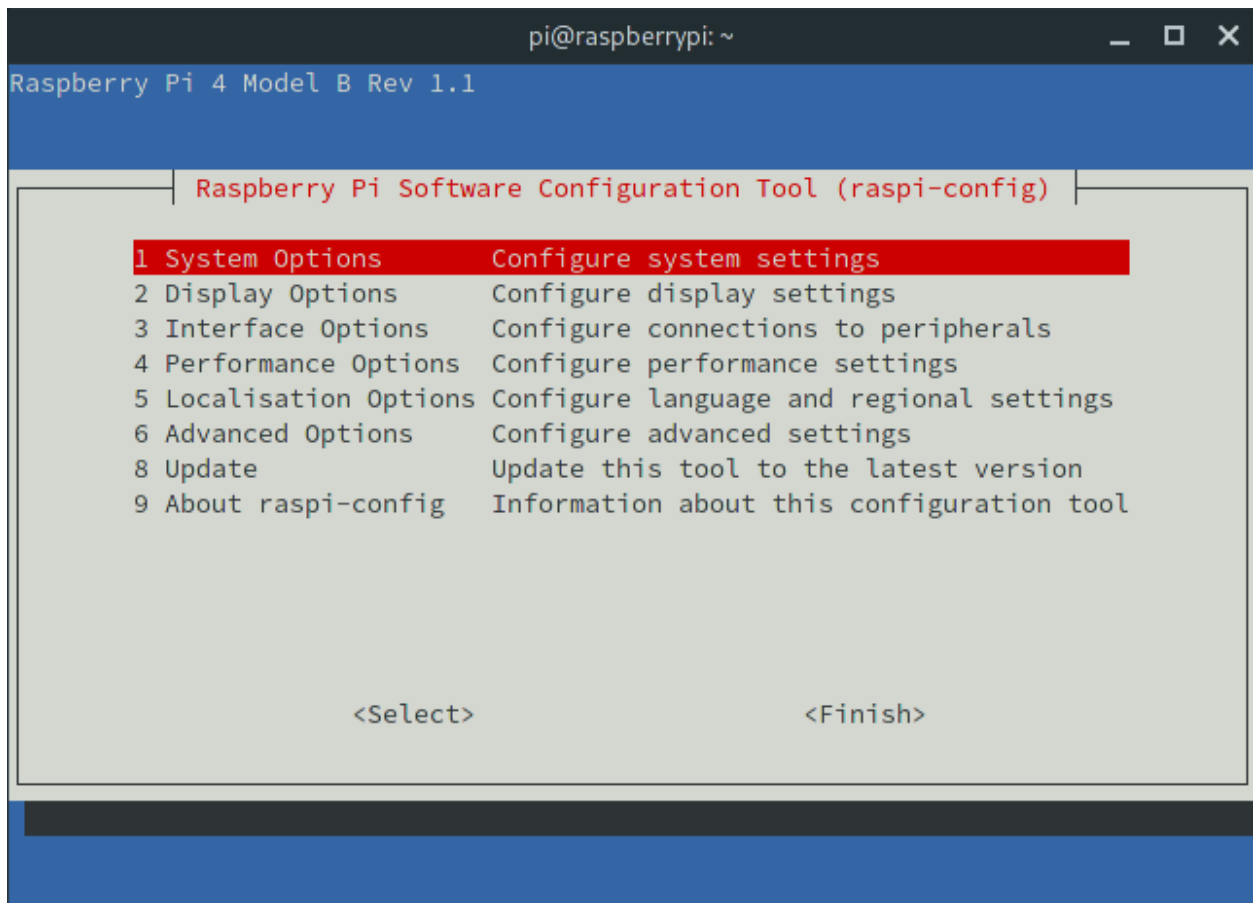 pi@raspberrypi: ~
Raspberry Pi 4 Model B Rev 1.1
Raspberry Pi Software Configuration Tool (raspi-config)
1 System Options Configure system settings
2 Display Options Configure display settings
3 Interface Options Configure connections to peripherals
4 Performance Options Configure performance settings
5 Localisation Options Configure language and regional settings
6 Advanced Options Configure advanced settings
8 Update Update this tool to the latest version
9 About raspi-config Information about this configuration tool
<Select> <Finish>